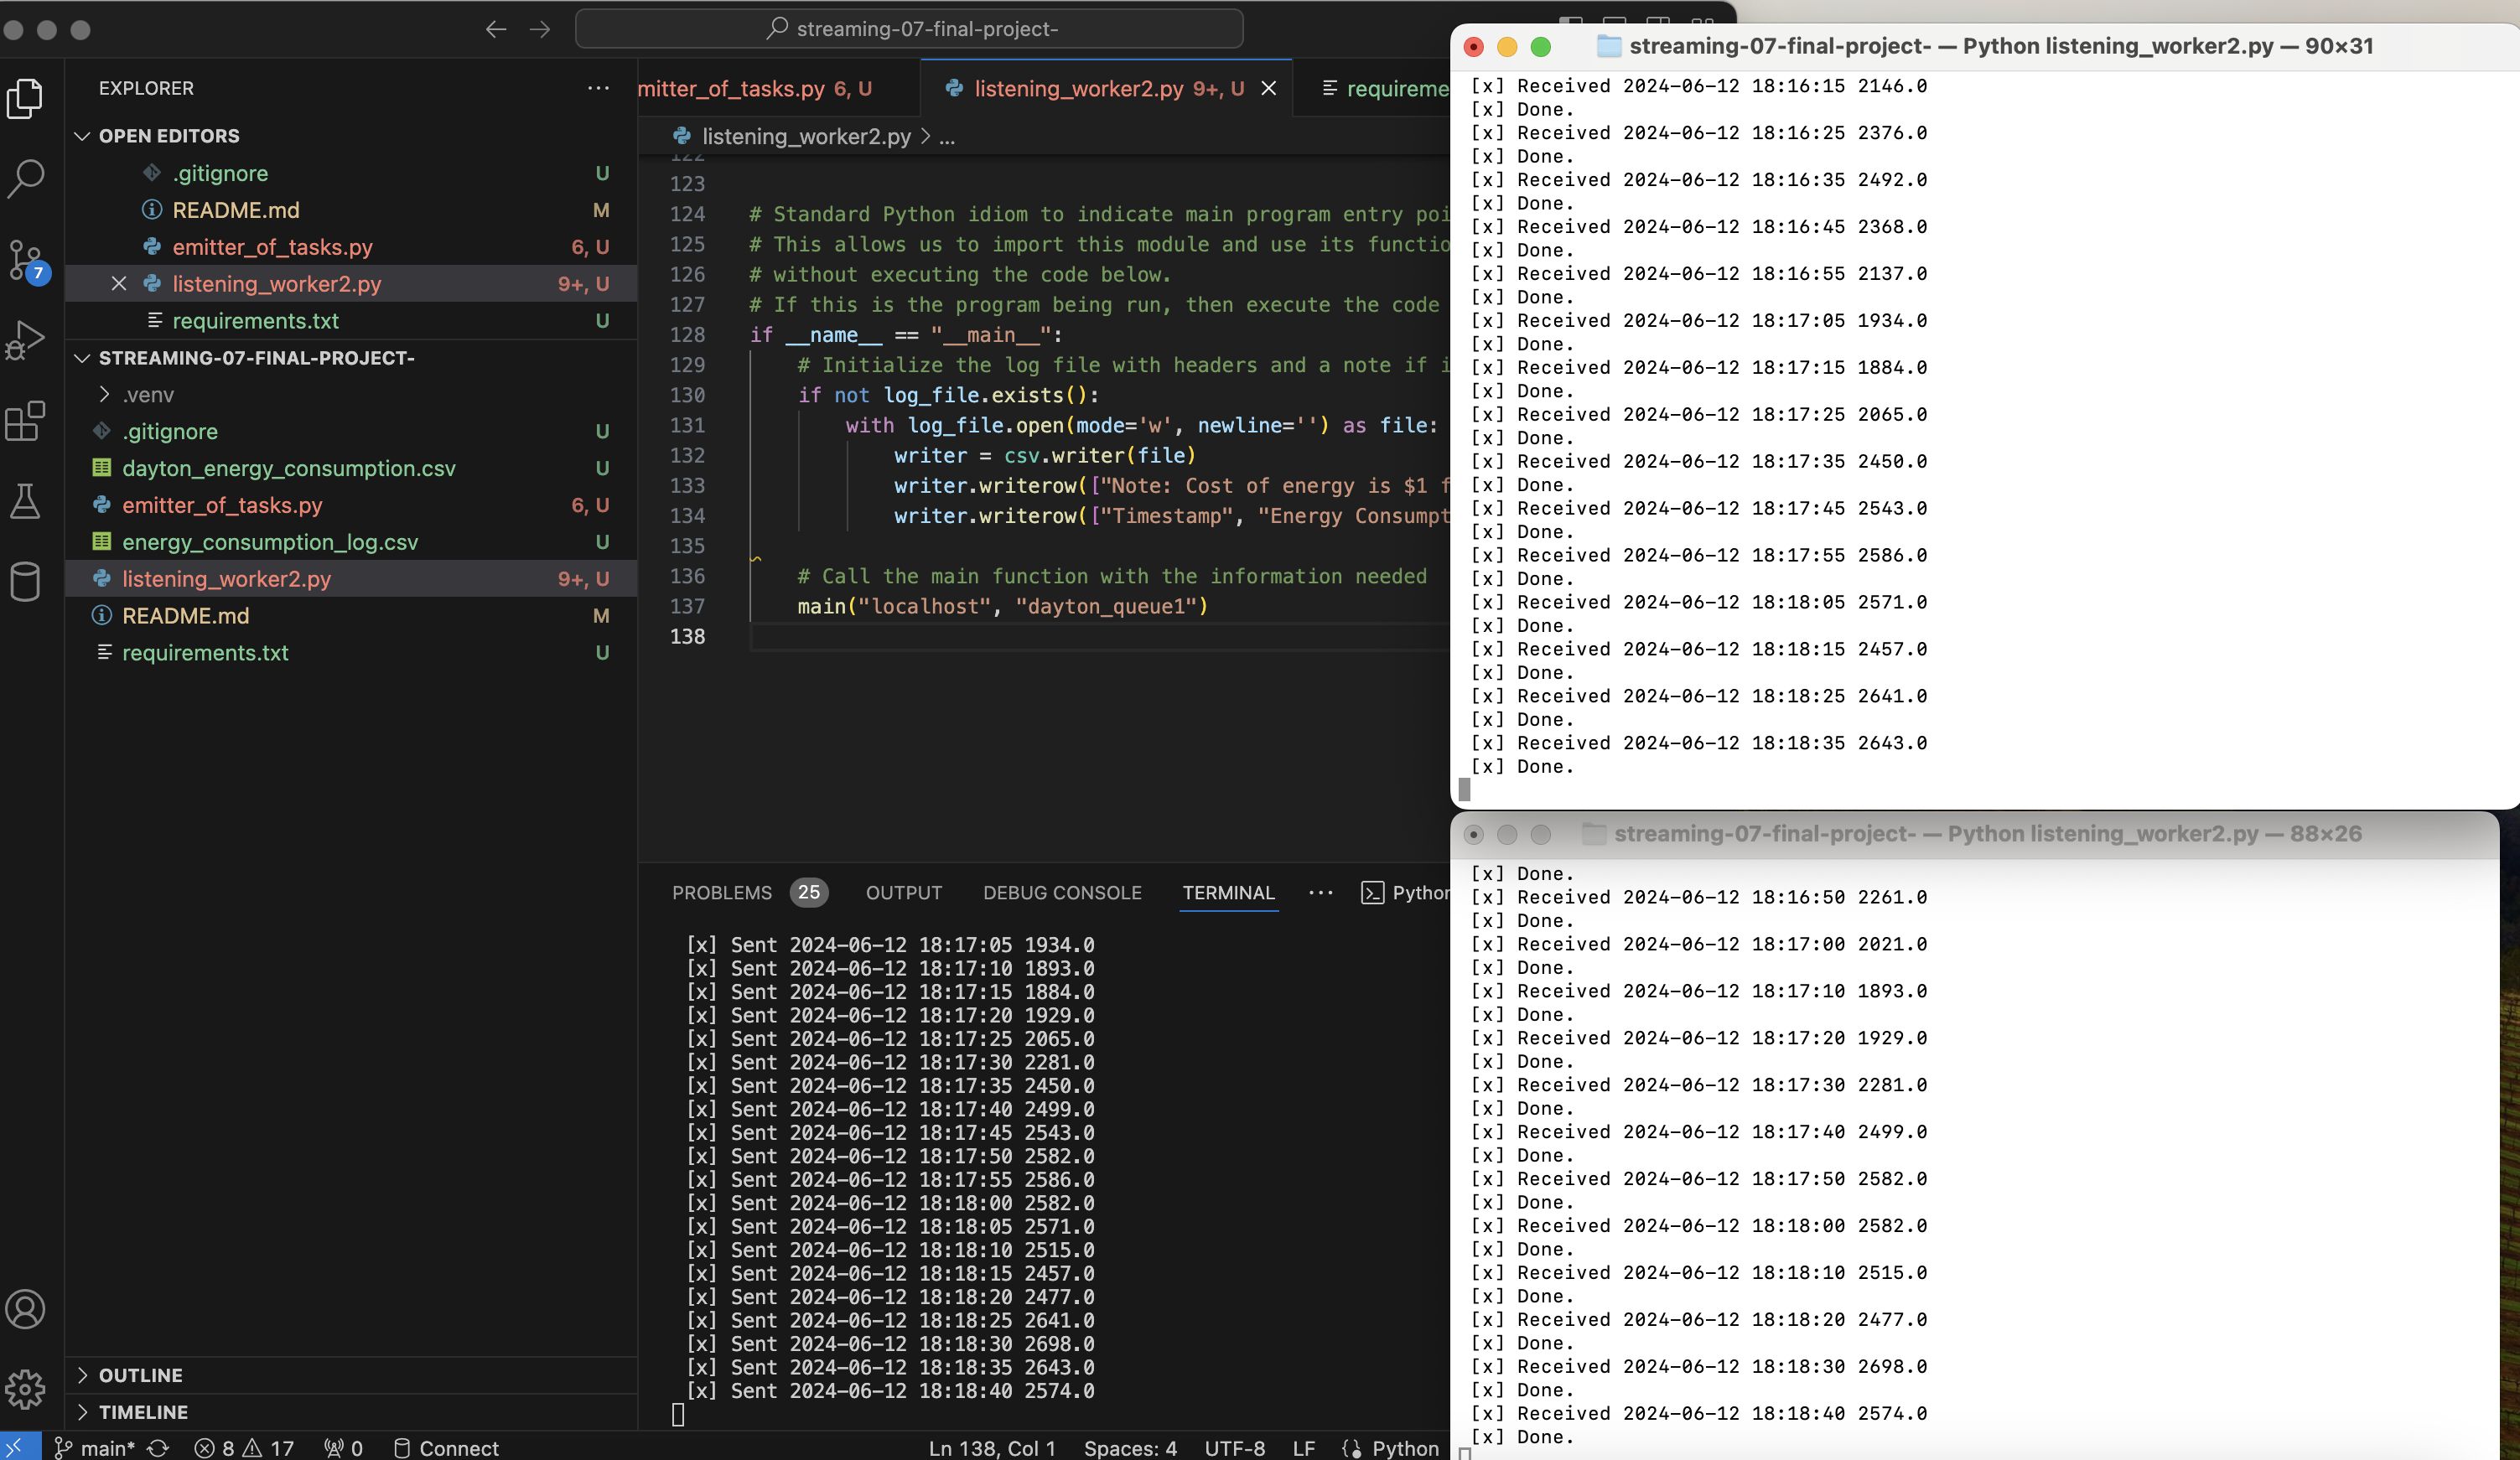 streaming-07-final-project-
EXPLORER
OPEN EDITORS
.gitignore U
README.md M
emitter_of_tasks.py 6, U
listening_worker2.py 9+, U
requirements.txt U
STREAMING-07-FINAL-PROJECT-
.venv
.gitignore U
dayton_energy_consumption.csv U
emitter_of_tasks.py 6, U
energy_consumption_log.csv U
listening_worker2.py 9+, U
README.md M
requirements.txt U
OUTLINE
TIMELINE
7
mitter_of_tasks.py 6, U
listening_worker2.py 9+, U
requireme
listening_worker2.py > ...
122
123
124 # Standard Python idiom to indicate main program entry poi
125 # This allows us to import this module and use its functio
126 # without executing the code below.
127 # If this is the program being run, then execute the code
128 if __name__ == "__main__":
129 # Initialize the log file with headers and a note if i
130 if not log_file.exists():
131 with log_file.open(mode='w', newline='') as file:
132 writer = csv.writer(file)
133 writer.writerow(["Note: Cost of energy is $1 f
134 writer.writerow(["Timestamp", "Energy Consumpt
135
136 # Call the main function with the information needed
137 main("localhost", "dayton_queue1")
138
PROBLEMS 25 OUTPUT DEBUG CONSOLE TERMINAL ... Python
[x] Sent 2024-06-12 18:17:05 1934.0
[x] Sent 2024-06-12 18:17:10 1893.0
[x] Sent 2024-06-12 18:17:15 1884.0
[x] Sent 2024-06-12 18:17:20 1929.0
[x] Sent 2024-06-12 18:17:25 2065.0
[x] Sent 2024-06-12 18:17:30 2281.0
[x] Sent 2024-06-12 18:17:35 2450.0
[x] Sent 2024-06-12 18:17:40 2499.0
[x] Sent 2024-06-12 18:17:45 2543.0
[x] Sent 2024-06-12 18:17:50 2582.0
[x] Sent 2024-06-12 18:17:55 2586.0
[x] Sent 2024-06-12 18:18:00 2582.0
[x] Sent 2024-06-12 18:18:05 2571.0
[x] Sent 2024-06-12 18:18:10 2515.0
[x] Sent 2024-06-12 18:18:15 2457.0
[x] Sent 2024-06-12 18:18:20 2477.0
[x] Sent 2024-06-12 18:18:25 2641.0
[x] Sent 2024-06-12 18:18:30 2698.0
[x] Sent 2024-06-12 18:18:35 2643.0
[x] Sent 2024-06-12 18:18:40 2574.0
main* 8 17 0 Connect Ln 138, Col 1 Spaces: 4 UTF-8 LF Python
streaming-07-final-project- — Python listening_worker2.py — 90×31
[x] Received 2024-06-12 18:16:15 2146.0
[x] Done.
[x] Received 2024-06-12 18:16:25 2376.0
[x] Done.
[x] Received 2024-06-12 18:16:35 2492.0
[x] Done.
[x] Received 2024-06-12 18:16:45 2368.0
[x] Done.
[x] Received 2024-06-12 18:16:55 2137.0
[x] Done.
[x] Received 2024-06-12 18:17:05 1934.0
[x] Done.
[x] Received 2024-06-12 18:17:15 1884.0
[x] Done.
[x] Received 2024-06-12 18:17:25 2065.0
[x] Done.
[x] Received 2024-06-12 18:17:35 2450.0
[x] Done.
[x] Received 2024-06-12 18:17:45 2543.0
[x] Done.
[x] Received 2024-06-12 18:17:55 2586.0
[x] Done.
[x] Received 2024-06-12 18:18:05 2571.0
[x] Done.
[x] Received 2024-06-12 18:18:15 2457.0
[x] Done.
[x] Received 2024-06-12 18:18:25 2641.0
[x] Done.
[x] Received 2024-06-12 18:18:35 2643.0
[x] Done.
streaming-07-final-project- — Python listening_worker2.py — 88×26
[x] Done.
[x] Received 2024-06-12 18:16:50 2261.0
[x] Done.
[x] Received 2024-06-12 18:17:00 2021.0
[x] Done.
[x] Received 2024-06-12 18:17:10 1893.0
[x] Done.
[x] Received 2024-06-12 18:17:20 1929.0
[x] Done.
[x] Received 2024-06-12 18:17:30 2281.0
[x] Done.
[x] Received 2024-06-12 18:17:40 2499.0
[x] Done.
[x] Received 2024-06-12 18:17:50 2582.0
[x] Done.
[x] Received 2024-06-12 18:18:00 2582.0
[x] Done.
[x] Received 2024-06-12 18:18:10 2515.0
[x] Done.
[x] Received 2024-06-12 18:18:20 2477.0
[x] Done.
[x] Received 2024-06-12 18:18:30 2698.0
[x] Done.
[x] Received 2024-06-12 18:18:40 2574.0
[x] Done.